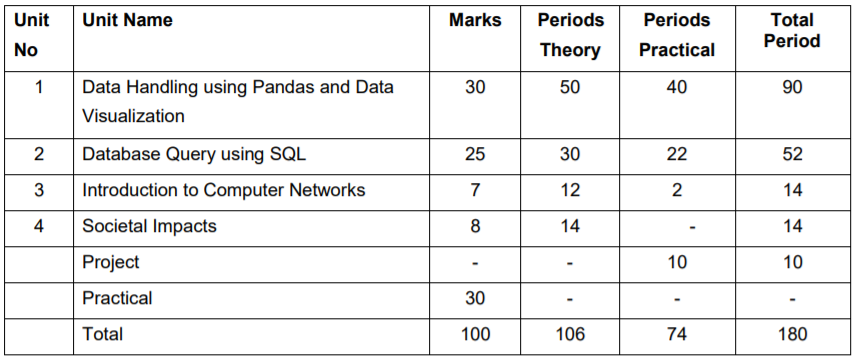 Unit No Unit Name Marks Periods Theory Periods Practical Total Period
1 Data Handling using Pandas and Data Visualization 30 50 40 90
2 Database Query using SQL 25 30 22 52
3 Introduction to Computer Networks 7 12 2 14
4 Societal Impacts 8 14 - 14
Project - - 10 10
Practical 30 - - -
Total 100 106 74 180